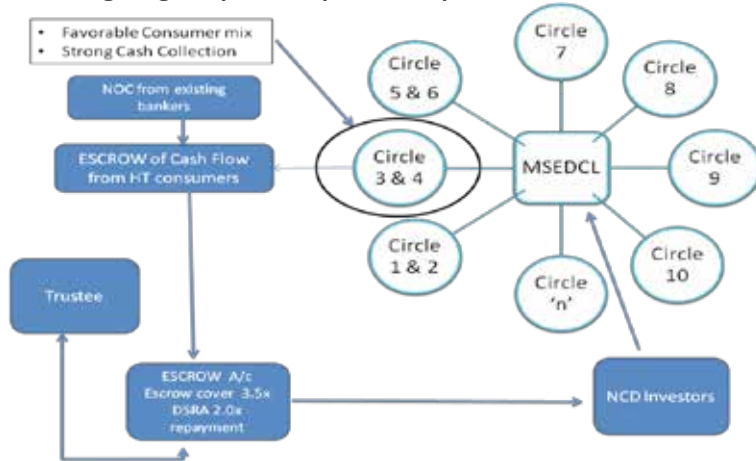 • Favorable Consumer mix
• Strong Cash Collection
NOC from existing
bankers
ESCROW of Cash Flow
from HT consumers
Circle
3 & 4
Circle
5 & 6
Circle
7
Circle
8
MSEDCL
Circle
9
Circle
1 & 2
Circle
'n'
Circle
10
Trustee
ESCROW A/c
Escrow cover 3.5x
DSRA 2.0x
repayment
NCD Investors